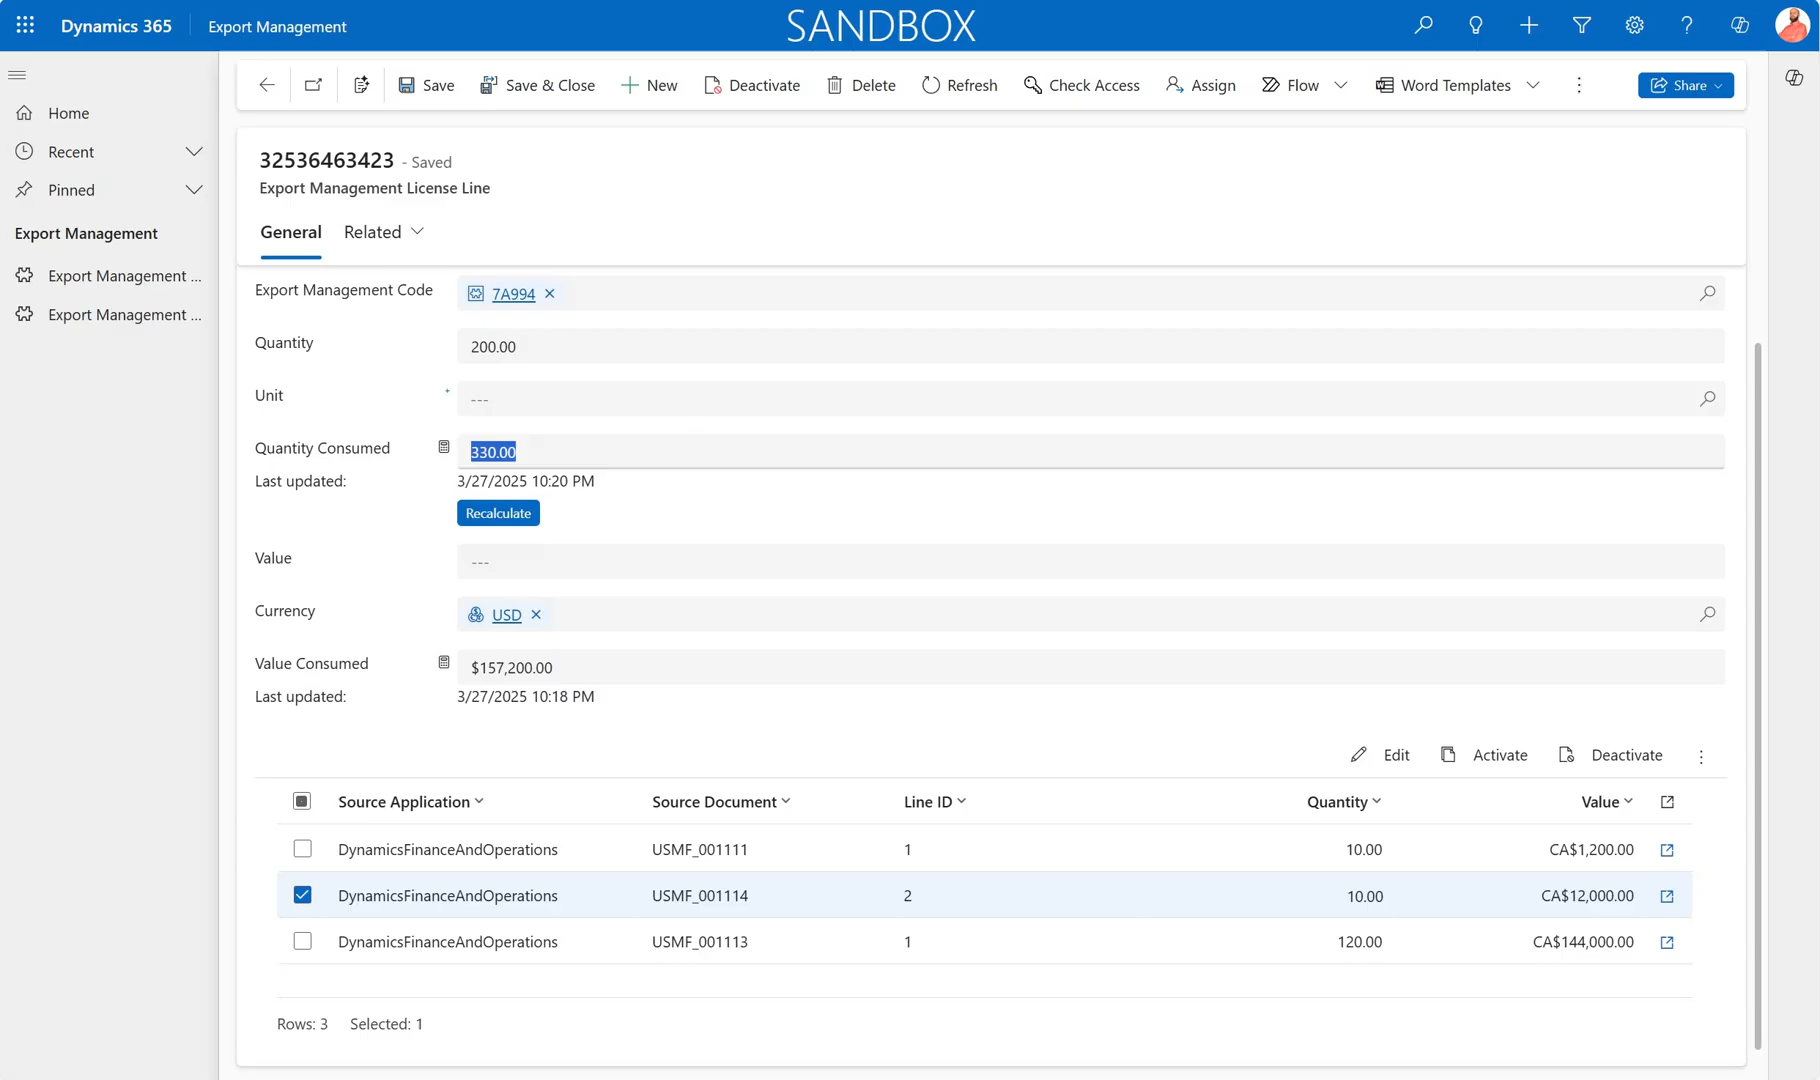 Dynamics 365 Export Management SANDBOX
Save Save & Close New Deactivate Delete Refresh Check Access Assign Flow Word Templates Share
Home
Recent
Pinned
Export Management
Export Management ...
Export Management ...
32536463423 - Saved
Export Management License Line
General Related
Export Management Code 7A994
Quantity 200.00
Unit + ---
Quantity Consumed 330.00
Last updated: 3/27/2025 10:20 PM
Recalculate
Value ---
Currency USD
Value Consumed $157,200.00
Last updated: 3/27/2025 10:18 PM
Edit Activate Deactivate
Source Application Source Document Line ID Quantity Value
DynamicsFinanceAndOperations USMF_001111 1 10.00 CA$1,200.00
DynamicsFinanceAndOperations USMF_001114 2 10.00 CA$12,000.00
DynamicsFinanceAndOperations USMF_001113 1 120.00 CA$144,000.00
Rows: 3 Selected: 1